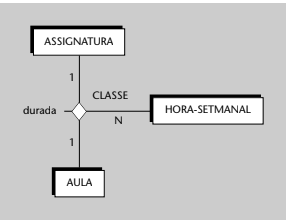 ASSIGNATURA
1
CLASSE
durada
N
HORA-SETMANAL
1
AULA